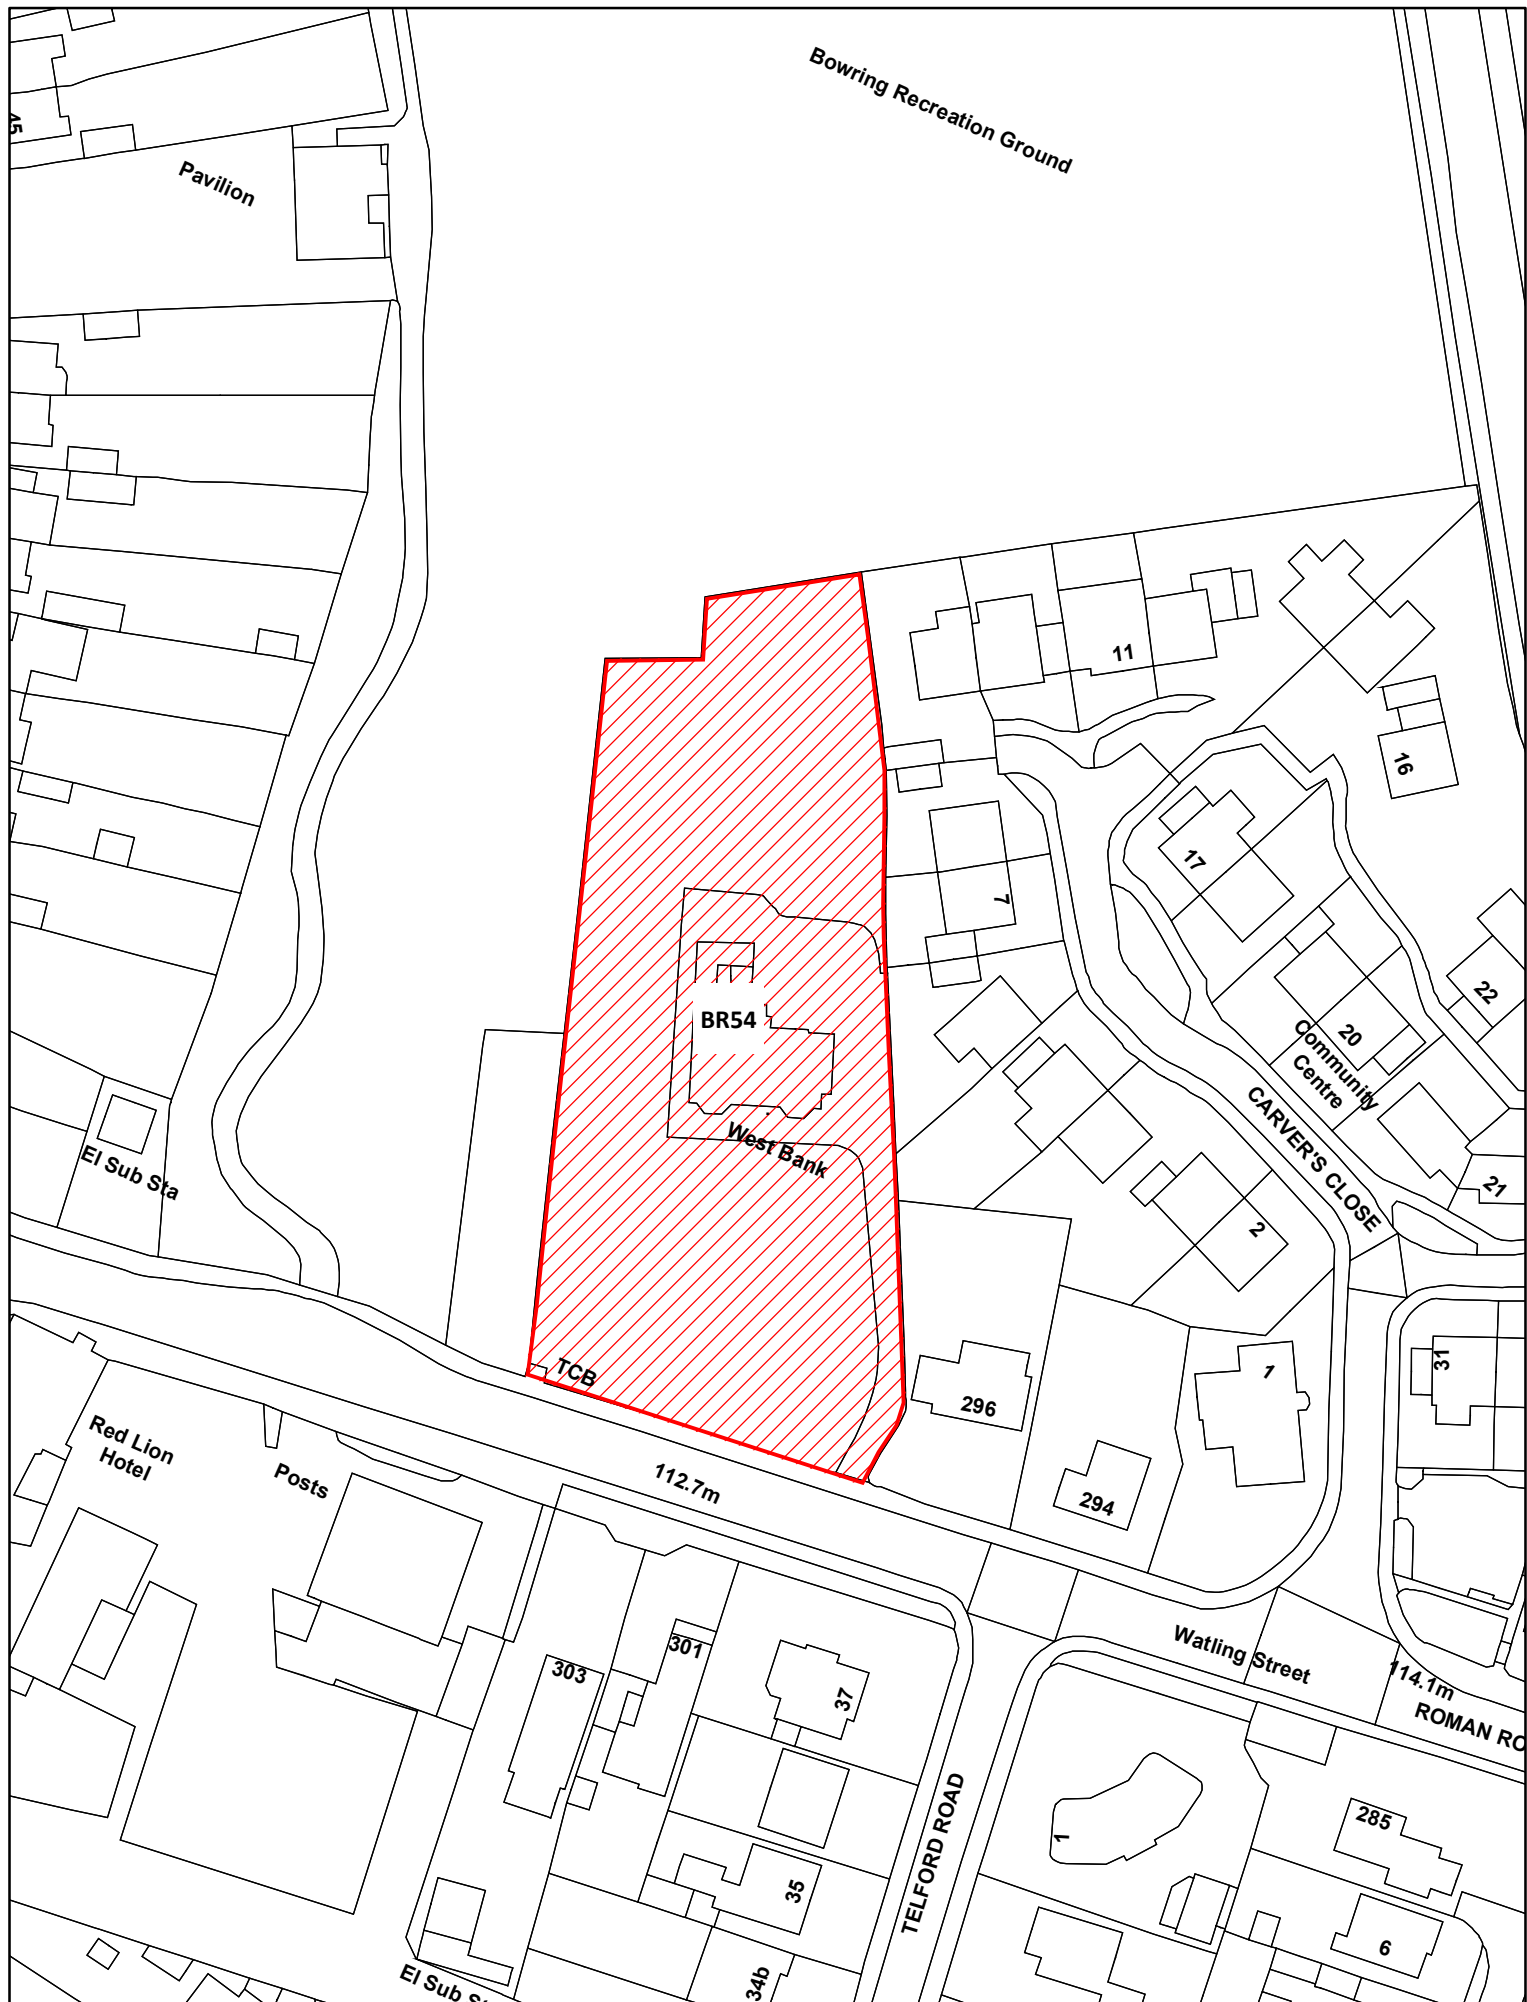 Bowring Recreation Ground
45
Pavilion
11
16
17
7
BR54
22
20
Community
Centre
CARVER'S CLOSE
West Bank
El Sub Sta
21
2
TCB
296
1
31
Red Lion
Hotel
Posts
112.7m
294
Watling Street
114.1m
ROMAN RO
303
301
37
TELFORD ROAD
1
285
35
6
34b
El Sub S